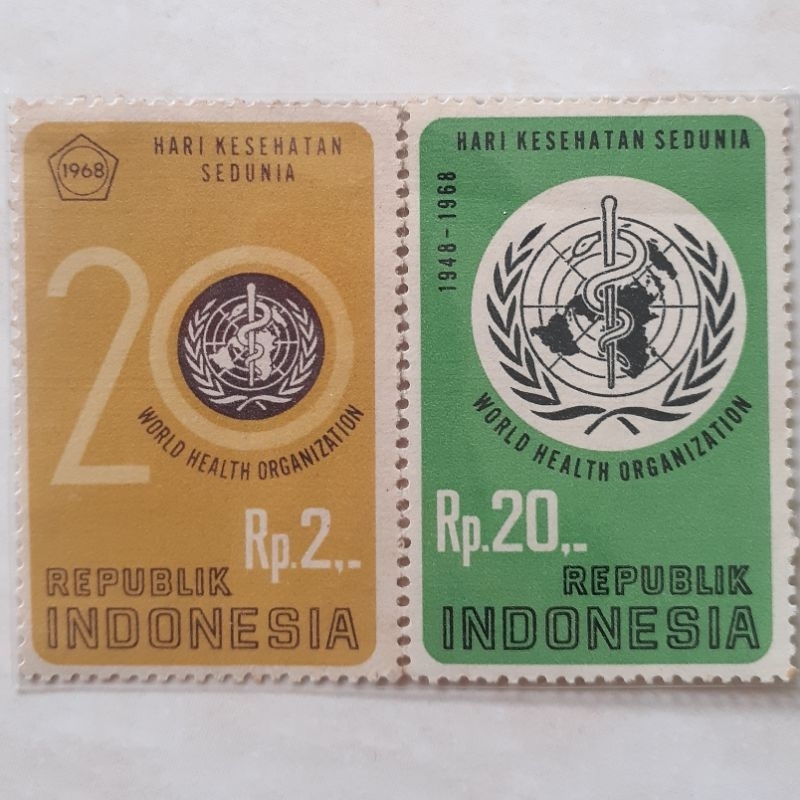 1968
HARI KESEHATAN
SEDUNIA
20
WORLD HEALTH ORGANIZATION
Rp.2,-
REPUBLIK
INDONESIA
HARI KESEHATAN SEDUNIA
1948-1968
WORLD HEALTH ORGANIZATION
Rp.20,-
REPUBLIK
INDONESIA